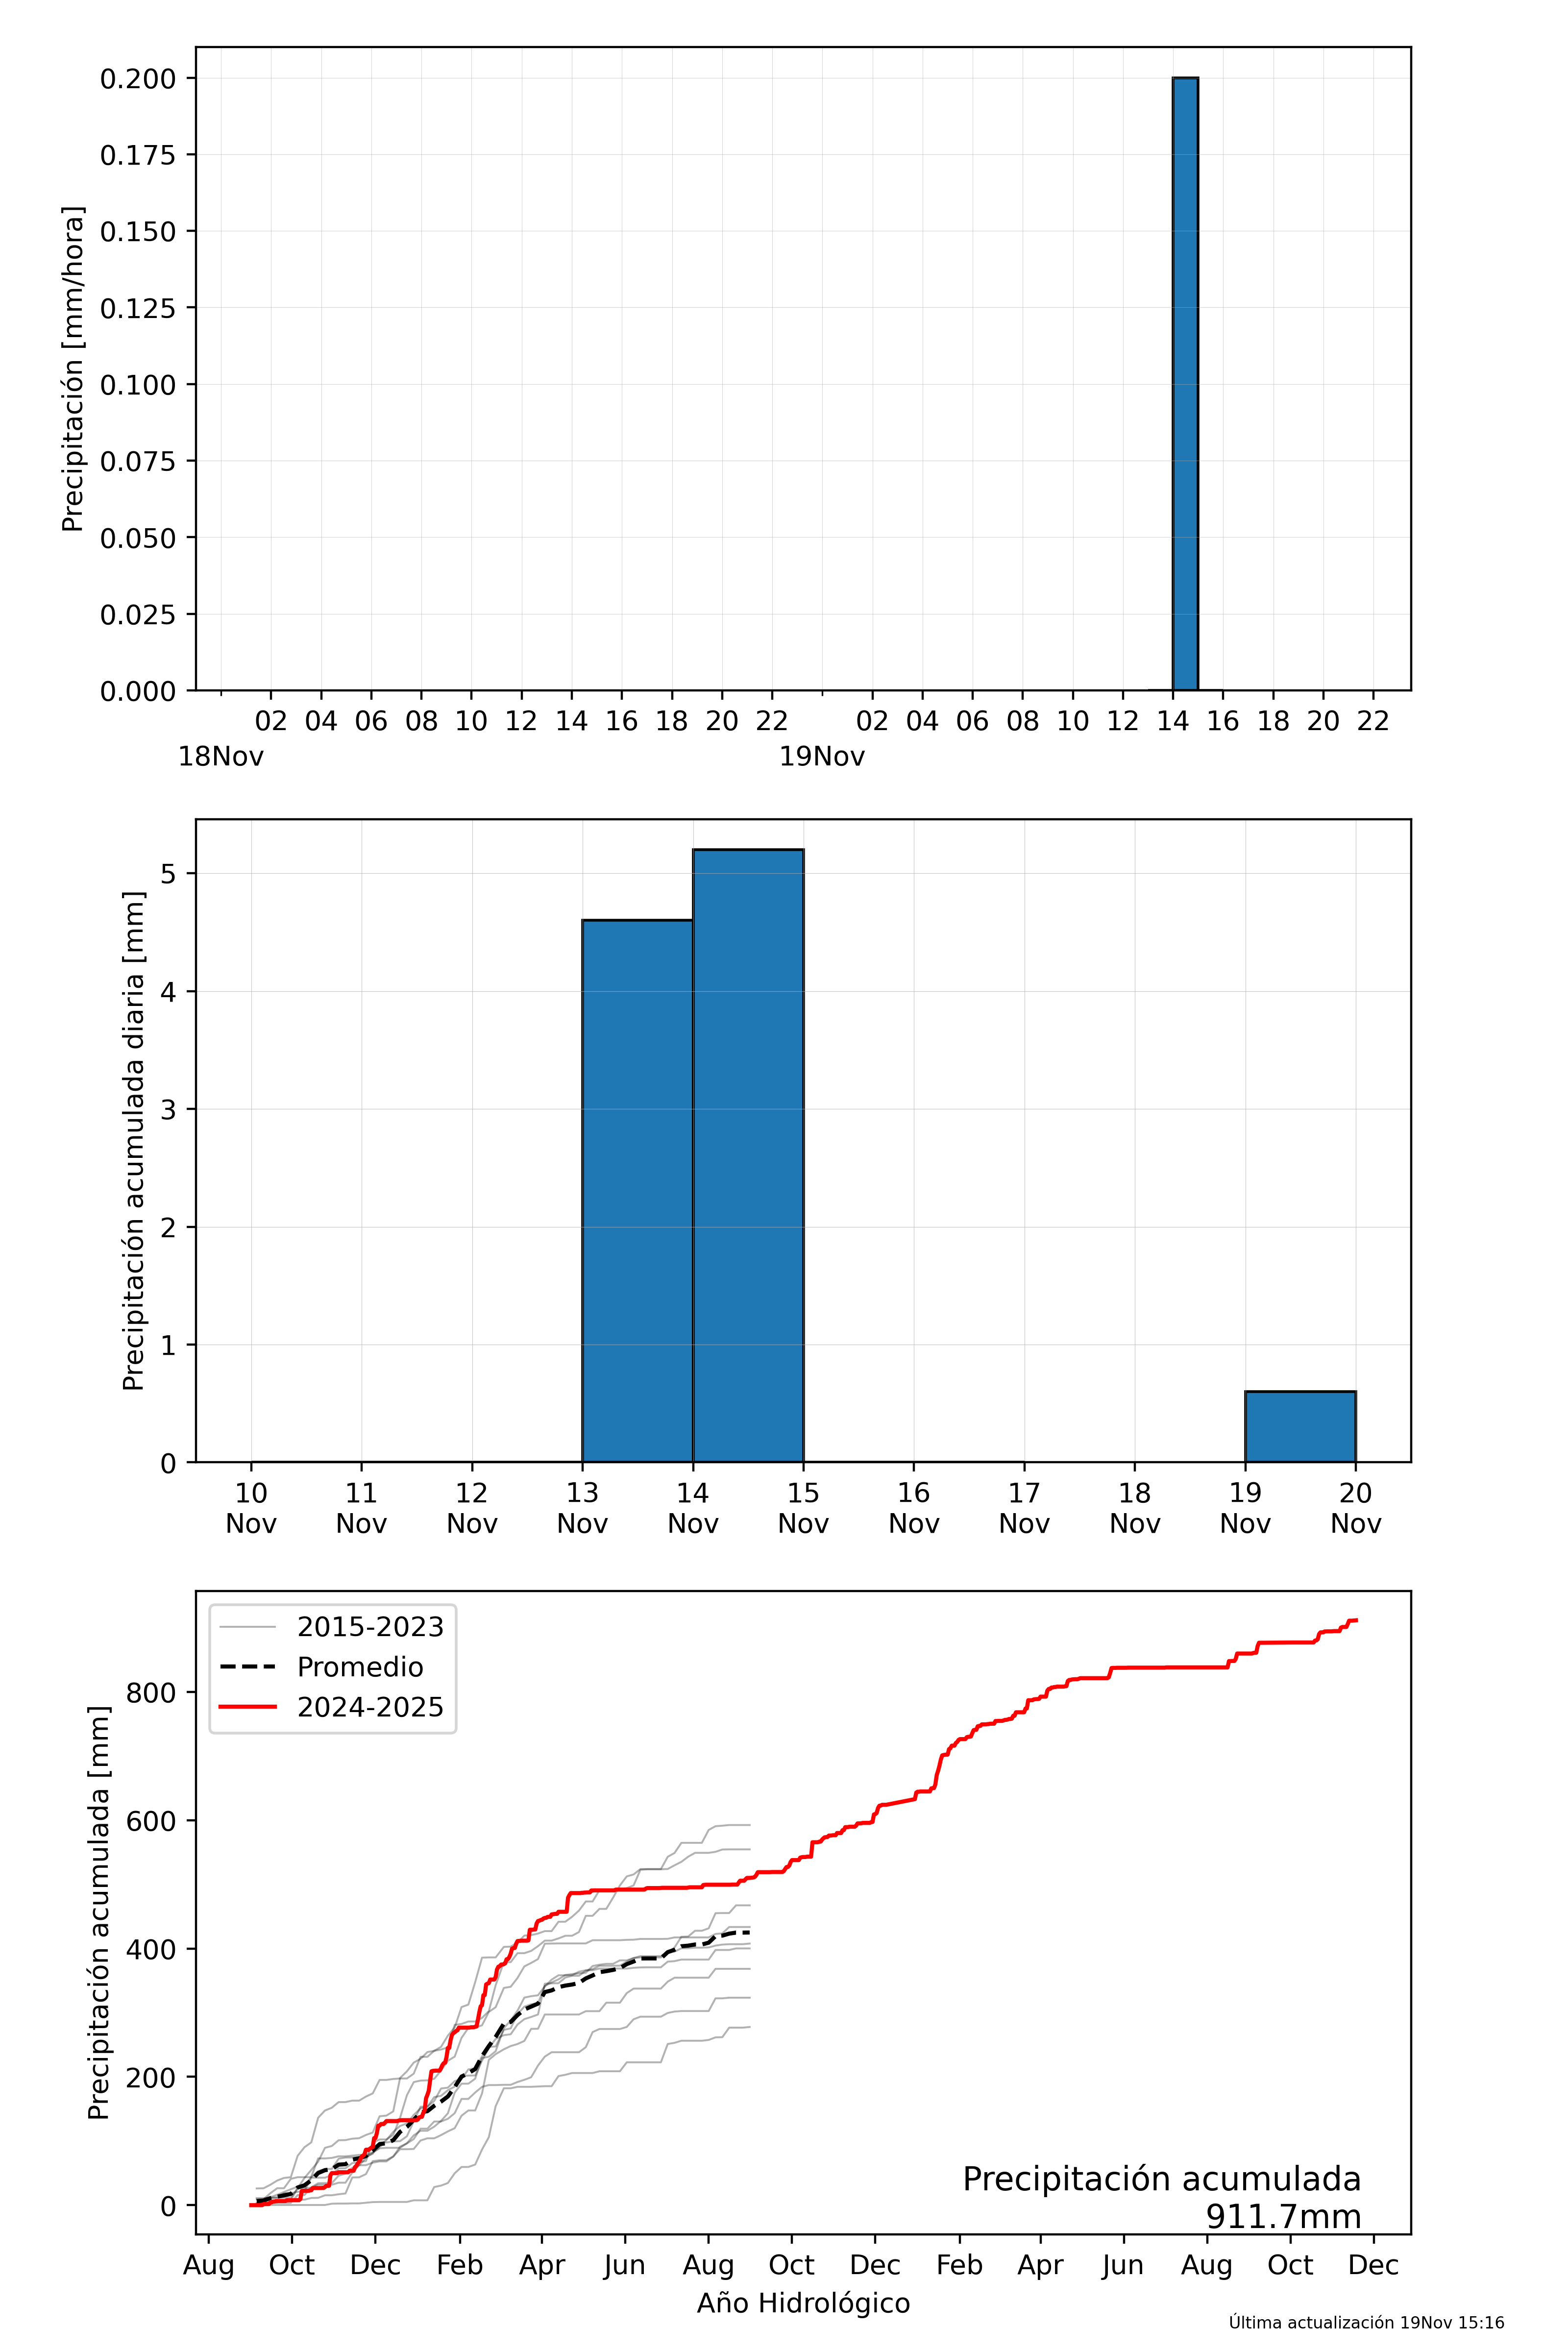 Precipitación [mm/hora]
0.200
0.175
0.150
0.125
0.100
0.075
0.050
0.025
0.000
02 04 06 08 10 12 14 16 18 20 22 02 04 06 08 10 12 14 16 18 20 22
18Nov 19Nov
Precipitación acumulada diaria [mm]
5
4
3
2
1
0
10 11 12 13 14 15 16 17 18 19 20
Nov Nov Nov Nov Nov Nov Nov Nov Nov Nov Nov
Precipitación acumulada [mm]
2015-2023
Promedio
2024-2025
800
600
400
200
0
Precipitación acumulada
911.7mm
Aug Oct Dec Feb Apr Jun Aug Oct Dec Feb Apr Jun Aug Oct Dec
Año Hidrológico
Última actualización 19Nov 15:16